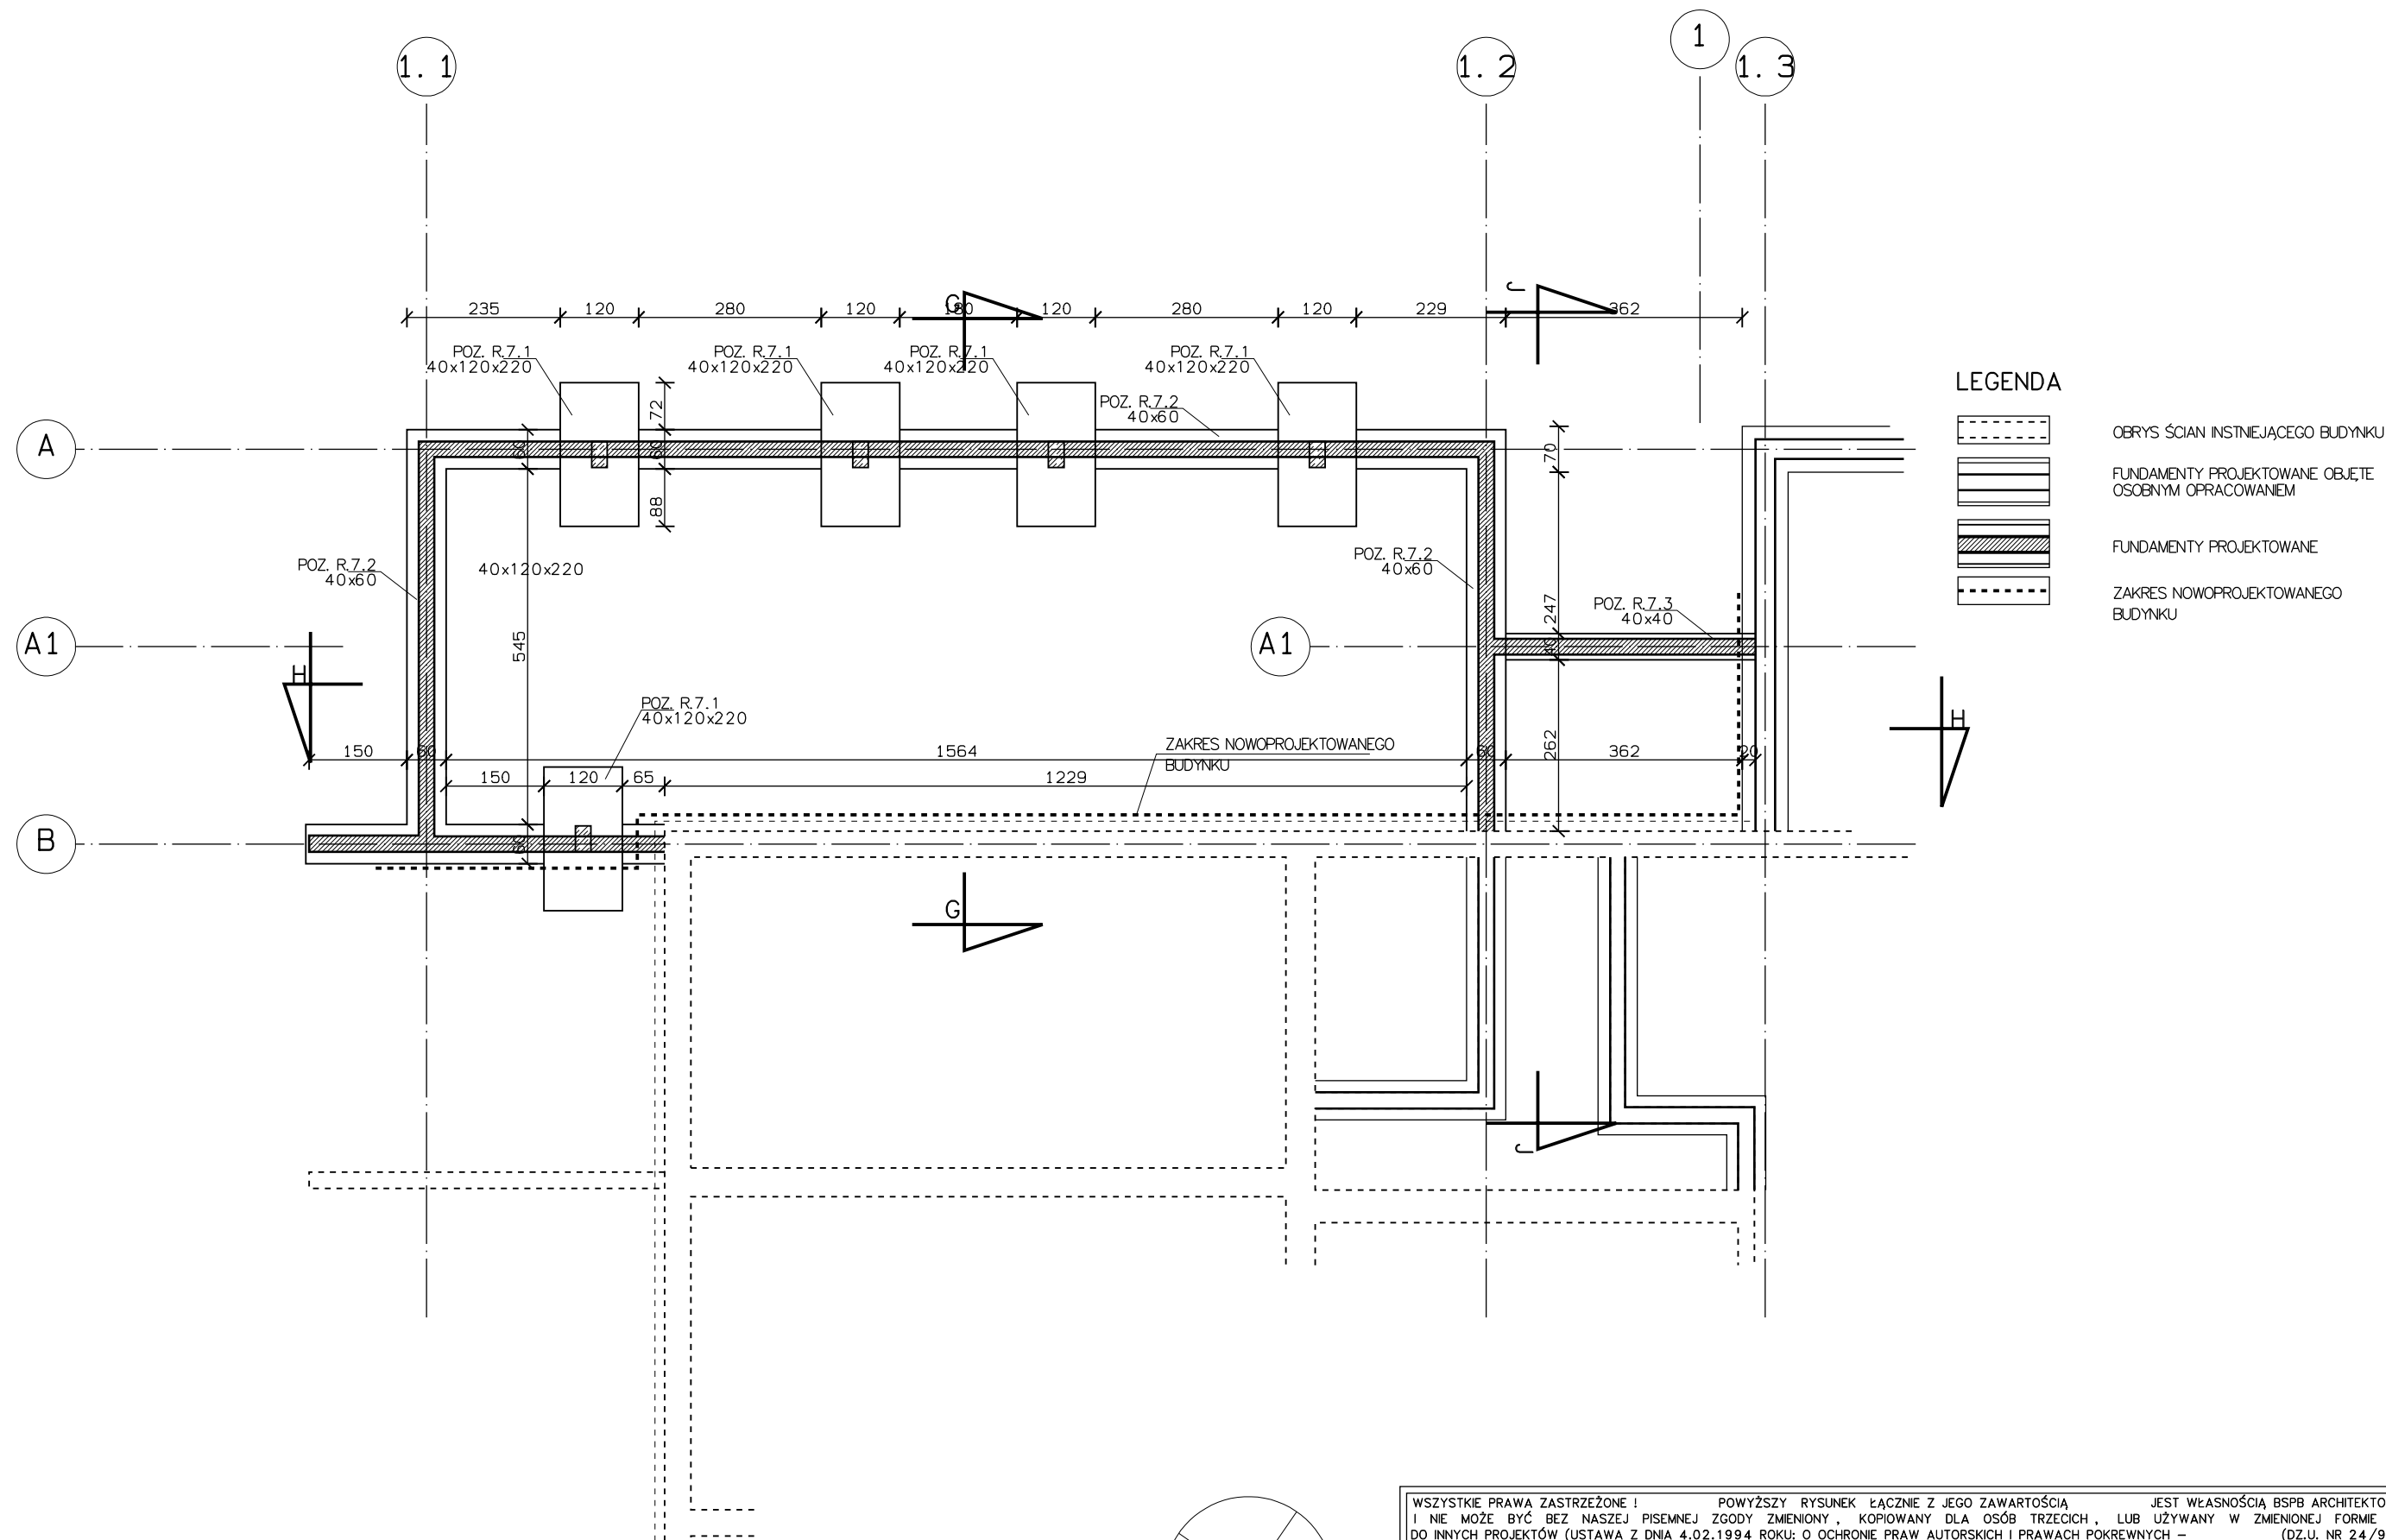 1
1. 1
1. 2
1. 3
235
120
280
120
G
180
120
280
120
229
J
362
POZ. R.7.1
40x120x220
POZ. R.7.1
40x120x220
POZ. R.7.1
40x120x220
POZ. R.7.1
40x120x220
LEGENDA
72
POZ. R.7.2
40x60
A
60
60
70
OBRYS ŚCIAN INSTNIEJĄCEGO BUDYNKU
FUNDAMENTY PROJEKTOWANE OBJĘTE
OSOBNYM OPRACOWANIEM
88
FUNDAMENTY PROJEKTOWANE
POZ. R.7.2
40x60
40x120x220
POZ. R.7.2
40x60
ZAKRES NOWOPROJEKTOWANEGO
BUDYNKU
247
POZ. R.7.3
40x40
A1
545
A1
40
H
H
POZ. R.7.1
40x120x220
150
60
1564
ZAKRES NOWOPROJEKTOWANEGO
BUDYNKU
60
262
362
20
150
120
65
1229
B
60
G
J
WSZYSTKIE PRAWA ZASTRZEŻONE ! POWYŻSZY RYSUNEK ŁĄCZNIE Z JEGO ZAWARTOŚCIĄ JEST WŁASNOŚCIĄ BSPB ARCHITEKTO
I NIE MOŻE BYĆ BEZ NASZEJ PISEMNEJ ZGODY ZMIENIONY , KOPIOWANY DLA OSÓB TRZECICH , LUB UŻYWANY W ZMIENIONEJ FORMIE
DO INNYCH PROJEKTÓW (USTAWA Z DNIA 4.02.1994 ROKU: O OCHRONIE PRAW AUTORSKICH I PRAWACH POKREWNYCH – (DZ.U. NR 24/9